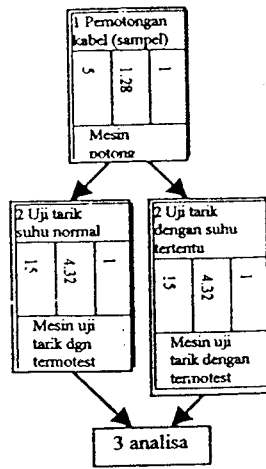 1 Pemotongan
kabel (sampel)
5
1.28
1
Mesin
potong
2 Uji tarik
suhu normal
15
4.32
1
Mesin uji
tarik dgn
termotest
2 Uji tarik
dengan suhu
tertentu
15
4.32
1
Mesin uji
tarik dengan
termotest
3 analisa